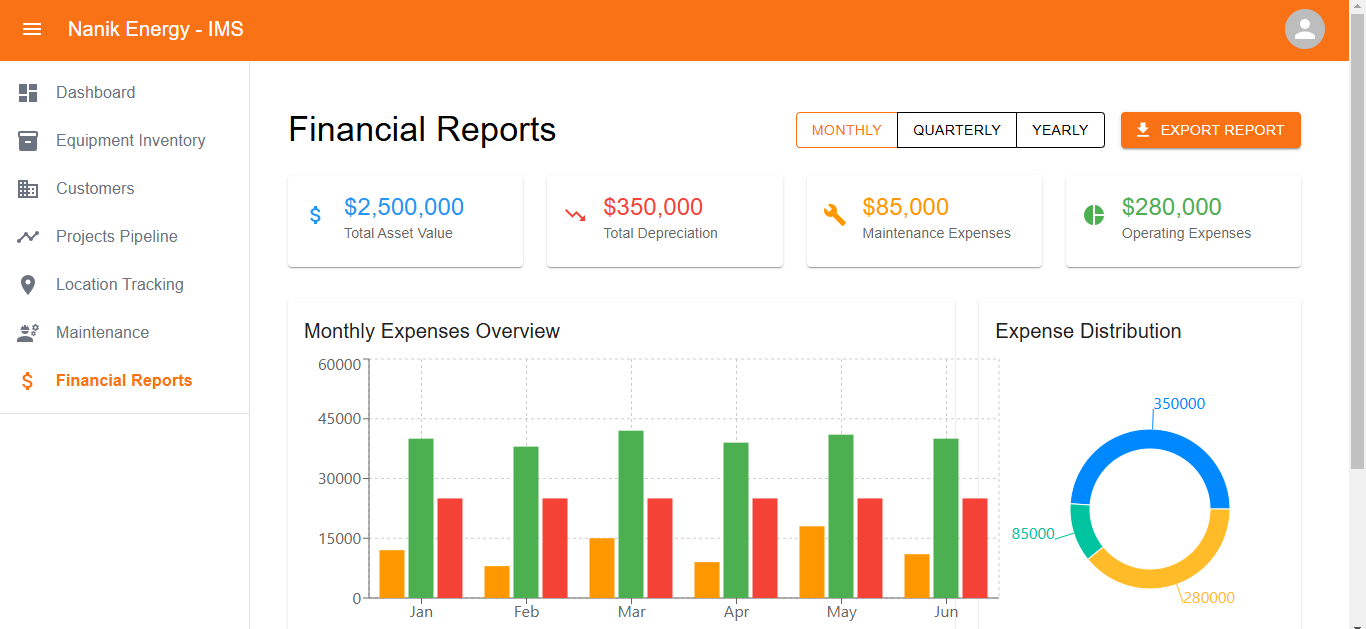 Nanik Energy - IMS
Dashboard
Equipment Inventory
Customers
Projects Pipeline
Location Tracking
Maintenance
$ Financial Reports
Financial Reports
MONTHLY QUARTERLY YEARLY EXPORT REPORT
$ $2,500,000
Total Asset Value
$350,000
Total Depreciation
$85,000
Maintenance Expenses
$280,000
Operating Expenses
Monthly Expenses Overview
60000
45000
30000
15000
0
Jan Feb Mar Apr May Jun
Expense Distribution
350000
85000
280000